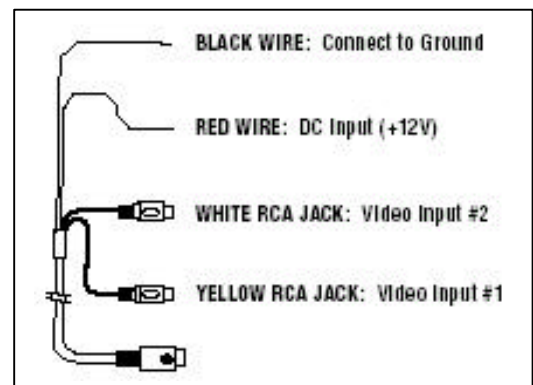 BLACK WIRE: Connect to Ground
RED WIRE: DC Input (+12V)
WHITE RCA JACK: Video Input #2
YELLOW RCA JACK: Video Input #1